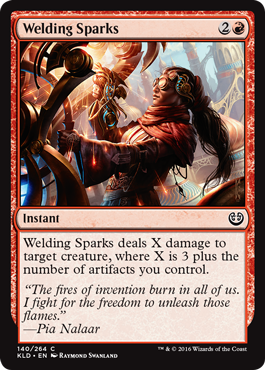 Welding Sparks 2
Instant
Welding Sparks deals X damage to
target creature, where X is 3 plus the
number of artifacts you control.
“The fires of invention burn in all of us.
I fight for the freedom to unleash those
flames.”
—Pia Nalaar
140/264 C
KLD • EN Raymond Swanland ™ & © 2016 Wizards of the Coast